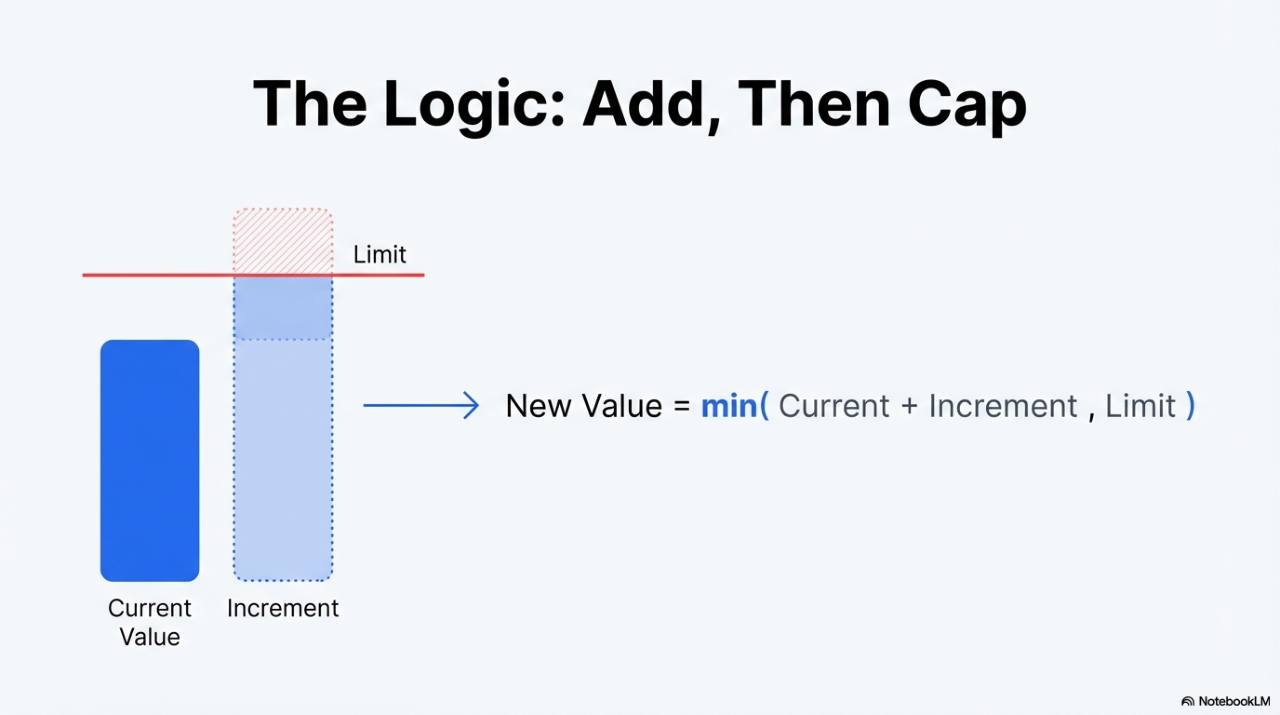 The Logic: Add, Then Cap
Limit
New Value = min( Current + Increment , Limit )
Current
Value
Increment
NotebookLM